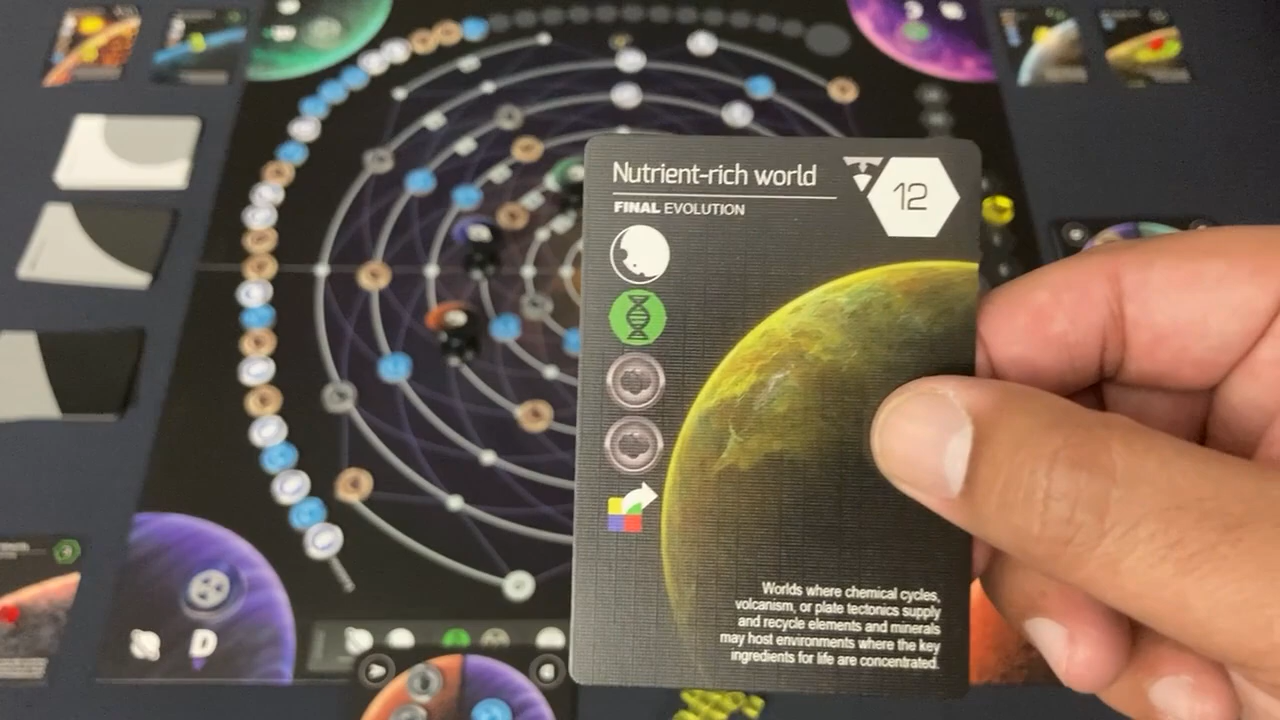 Nutrient-rich world
12
FINAL EVOLUTION
Worlds where chemical cycles,
volcanism, or plate tectonics supply
and recycle elements and minerals
may host environments where the key
ingredients for life are concentrated.
D
A
B